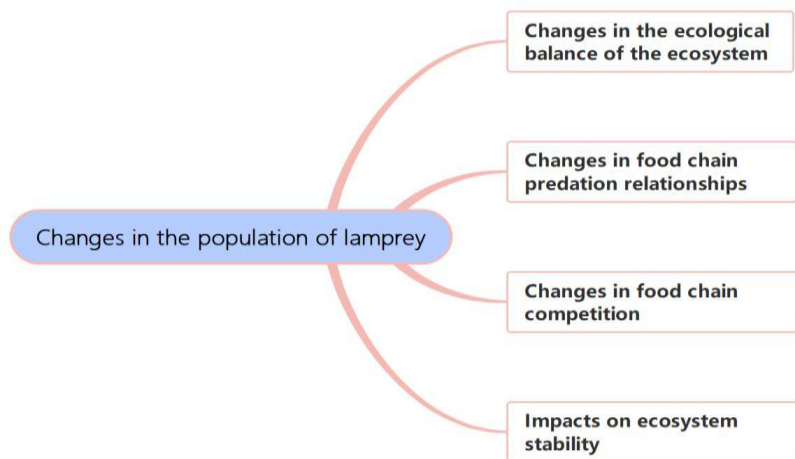 Changes in the ecological
balance of the ecosystem
Changes in food chain
predation relationships
Changes in the population of lamprey
Changes in food chain
competition
Impacts on ecosystem
stability